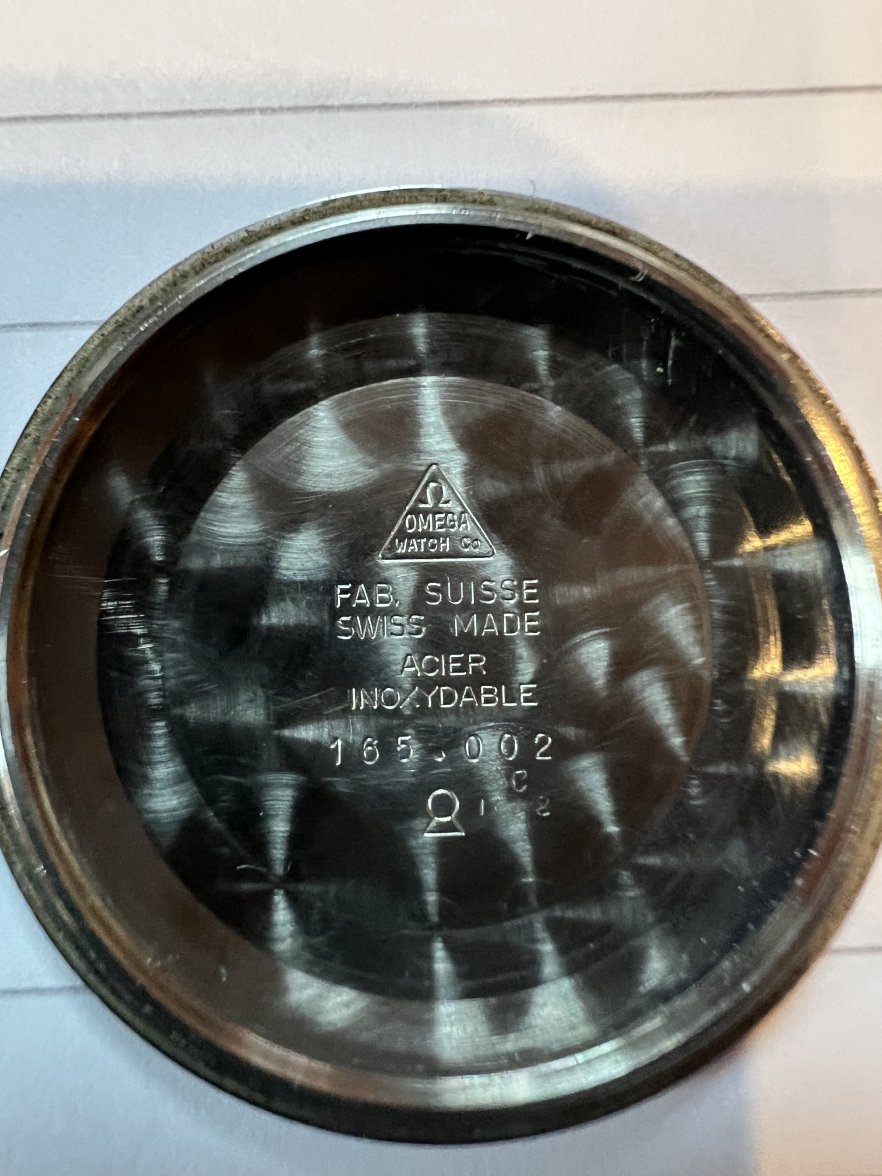 Ω
OMEGA
WATCH Co
FAB. SUISSE
SWISS MADE
ACIER
INOXYDABLE
165.002
C